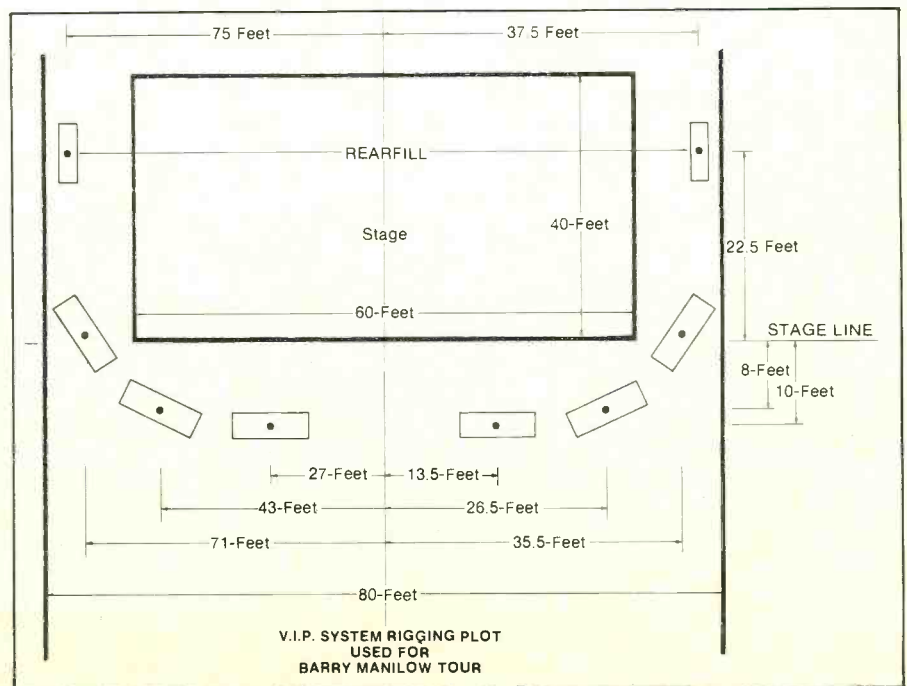 75 Feet
37.5 Feet
REARFILL
40-Feet
Stage
22.5 Feet
60-Feet
STAGE LINE
8-Feet
10-Feet
27-Feet
13.5-Feet
43-Feet
26.5-Feet
71-Feet
35.5-Feet
80-Feet
V.I.P. SYSTEM RIGGING PLOT
USED FOR
BARRY MANILOW TOUR